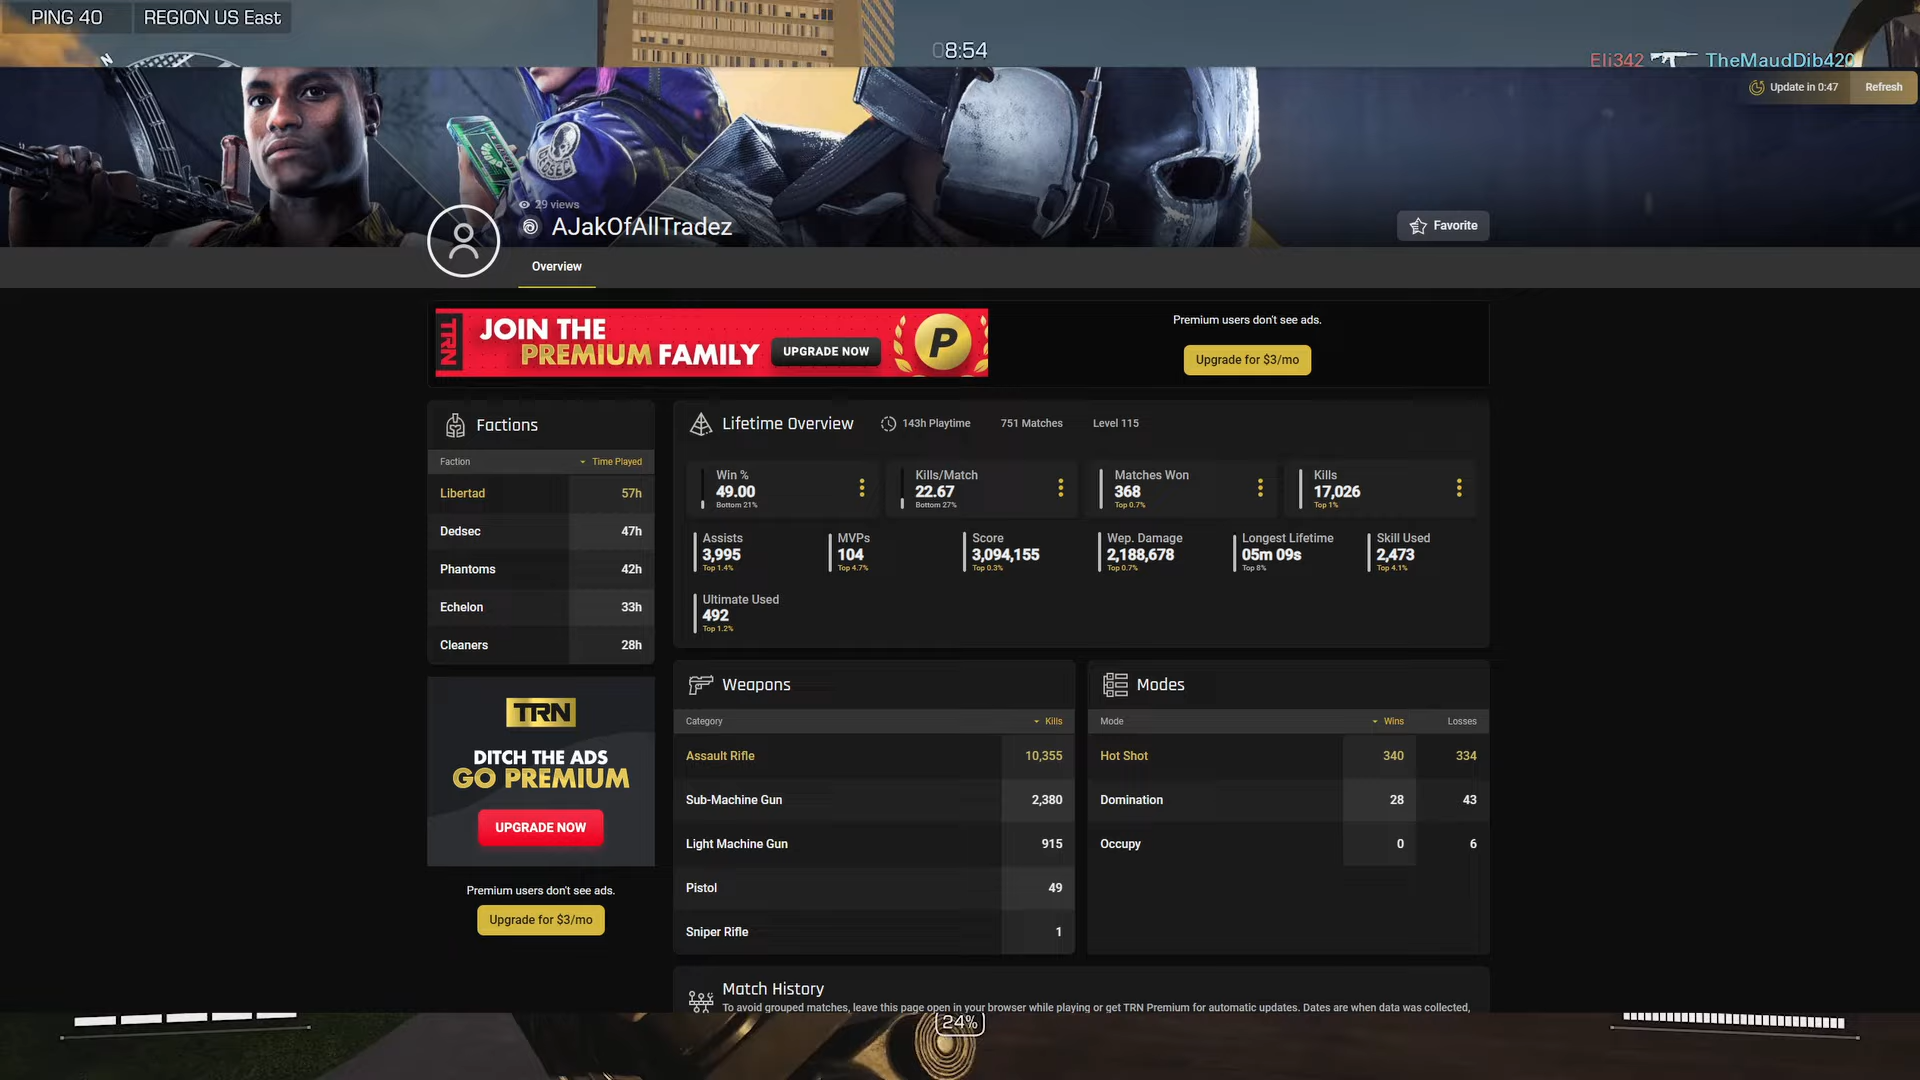 PING 40
REGION US East
N
08:54
Eli342 TheMaudDib420
Update in 0:47
Refresh
29 views
AJakOfAllTradez
Favorite
Overview
TRN
JOIN THE
PREMIUM FAMILY
UPGRADE NOW
P
Premium users don't see ads.
Upgrade for $3/mo
Factions
Faction Time Played
Libertad 57h
Dedsec 47h
Phantoms 42h
Echelon 33h
Cleaners 28h
TRN
DITCH THE ADS
GO PREMIUM
UPGRADE NOW
Premium users don't see ads.
Upgrade for $3/mo
Lifetime Overview 143h Playtime 751 Matches Level 115
Win %
49.00
Bottom 21%
Kills/Match
22.67
Bottom 27%
Matches Won
368
Top 0.7%
Kills
17,026
Top 1%
Assists
3,995
Top 1.4%
MVPs
104
Top 4.7%
Score
3,094,155
Top 0.3%
Wep. Damage
2,188,678
Top 0.7%
Longest Lifetime
05m 09s
Top 8%
Skill Used
2,473
Top 4.1%
Ultimate Used
492
Top 1.2%
Weapons
Category Kills
Assault Rifle 10,355
Sub-Machine Gun 2,380
Light Machine Gun 915
Pistol 49
Sniper Rifle 1
Modes
Mode Wins Losses
Hot Shot 340 334
Domination 28 43
Occupy 0 6
Match History
To avoid grouped matches, leave this page open in your browser while playing or get TRN Premium for automatic updates. Dates are when data was collected,
24%